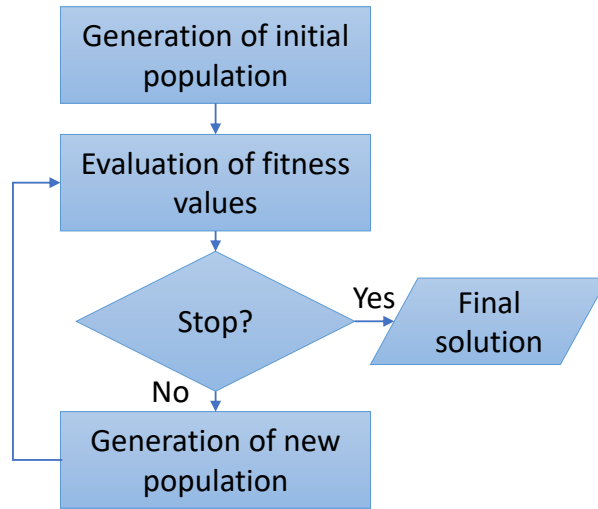 Generation of initial
population
Evaluation of fitness
values
Stop?
Yes
Final
solution
No
Generation of new
population